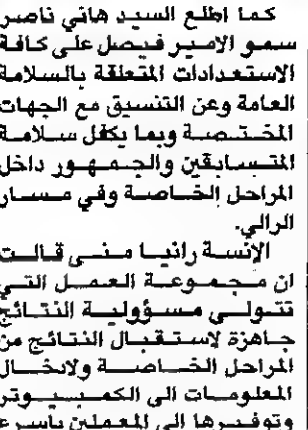 كما اطلع السيد هاني ناصر
سمو الامير فيصل على كافة
الاستعدادات المتعلقة بالسلامة
العامة وعن التنسيق مع الجهات
المختصة وبما يكفل سلامة
المتسابقين والجمهور داخل
المراحل الخاصة وفي مسار
الرالي.
الآنسة رانيا منى قالت
ان مجموعة العمل التي
تتولى مسؤولية النتائج
جاهزة لاستقبال النتائج من
المراحل الخاصة ولادخال
المعلومات الى الكمبيوتر
وتوفيرها الى المعملين بأسرع